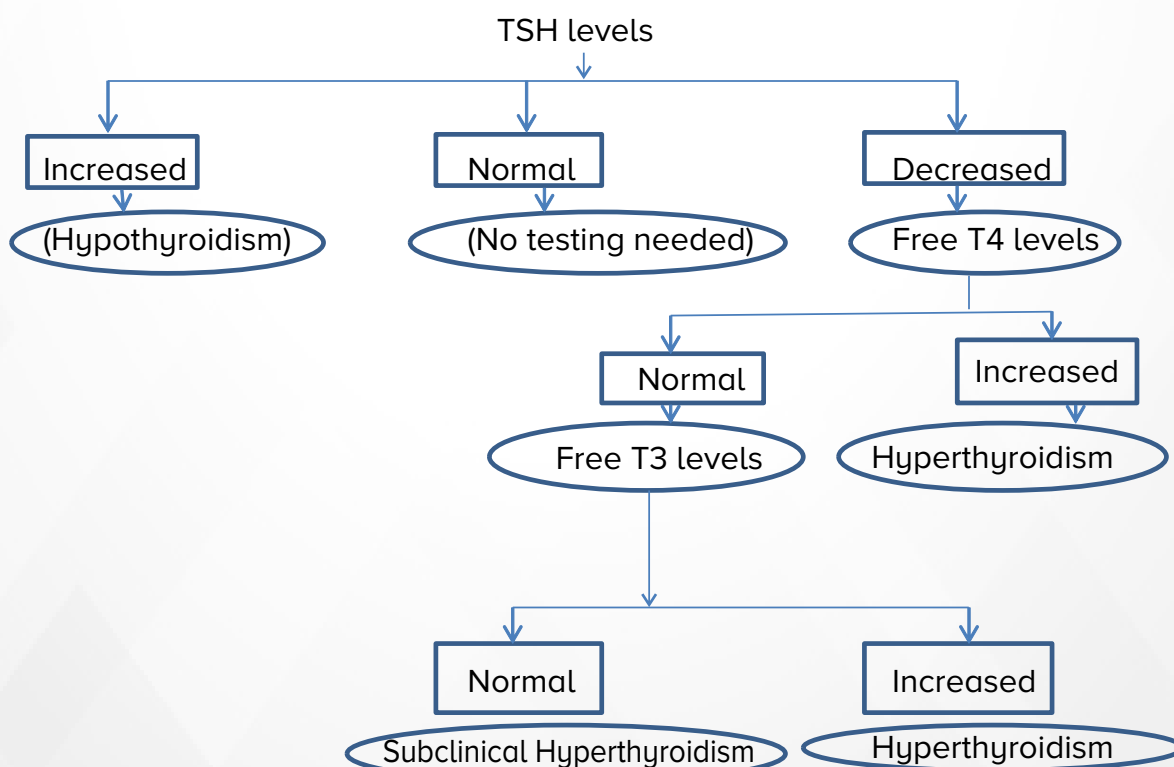 TSH levels
Increased
Normal
Decreased
(Hypothyroidism)
(No testing needed)
Free T4 levels
Normal
Increased
Free T3 levels
Hyperthyroidism
Normal
Increased
Subclinical Hyperthyroidism
Hyperthyroidism